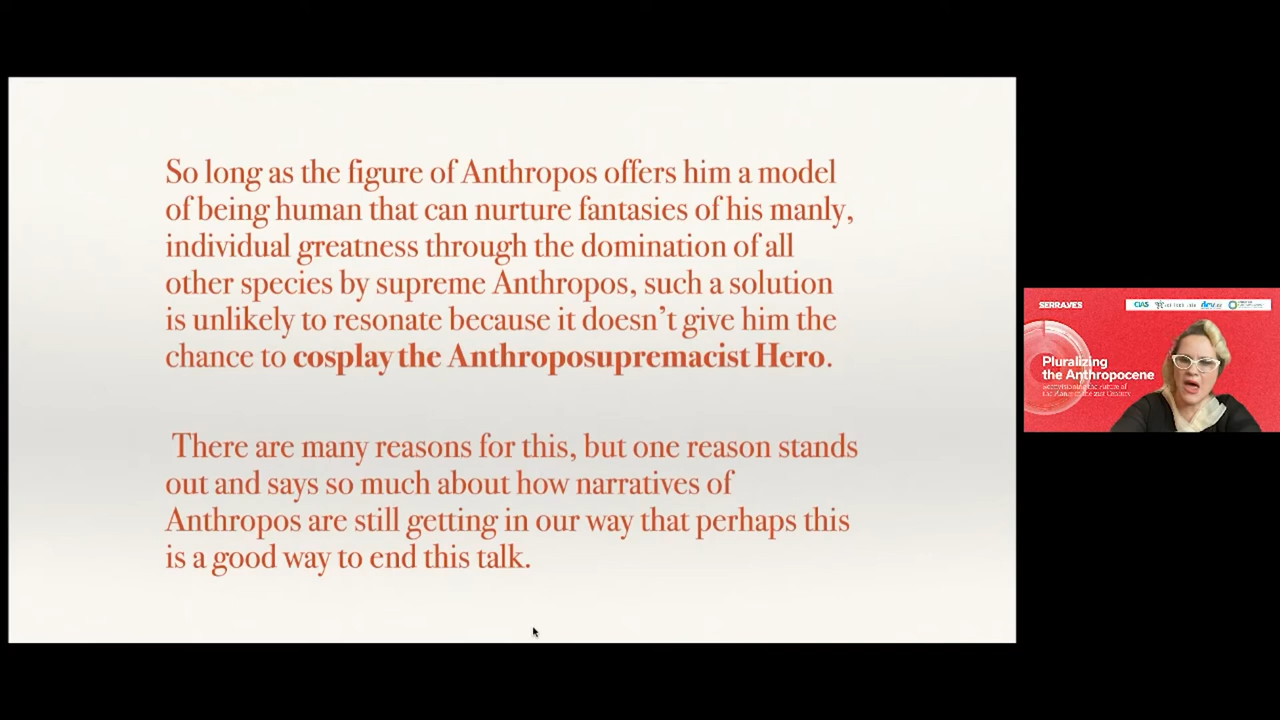 So long as the figure of Anthropos offers him a model
of being human that can nurture fantasies of his manly,
individual greatness through the domination of all
other species by supreme Anthropos, such a solution
is unlikely to resonate because it doesn’t give him the
chance to cosplay the Anthroposupremacist Hero.
There are many reasons for this, but one reason stands
out and says so much about how narratives of
Anthropos are still getting in our way that perhaps this
is a good way to end this talk.
SERRALVES
CIAS
Pluralizing
the Anthropocene